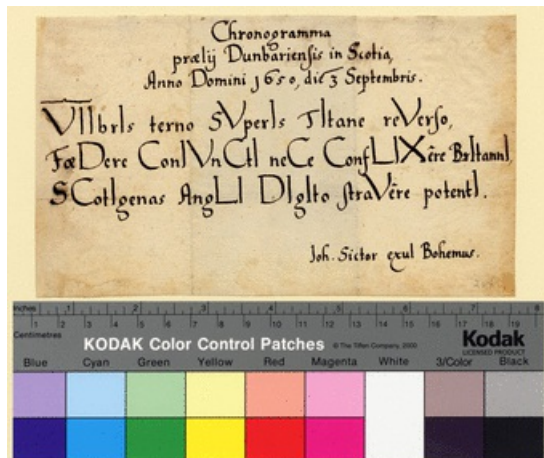 Chronogramma
prælij Dunbarienſis in Scotia,
Anno Domini 1650, die 3 Septembris.
VIIbrIs terno SVperIs TItane reVerſo,
FœDere ConIVnCtI neCe ConfLIXêre BrItannI,
SCotIgenas AngLI DIgIto ſtraVêre potentI.
Joh. Sictor exul Bohemus.
Inches 1 2 3 4 5 6 7 8
Centimetres 1 2 3 4 5 6 7 8 9 10 11 12 13 14 15 16 17 18 19
KODAK Color Control Patches © The Tiffen Company, 2000 Kodak
LICENSED PRODUCT
Blue Cyan Green Yellow Red Magenta White 3/Color Black